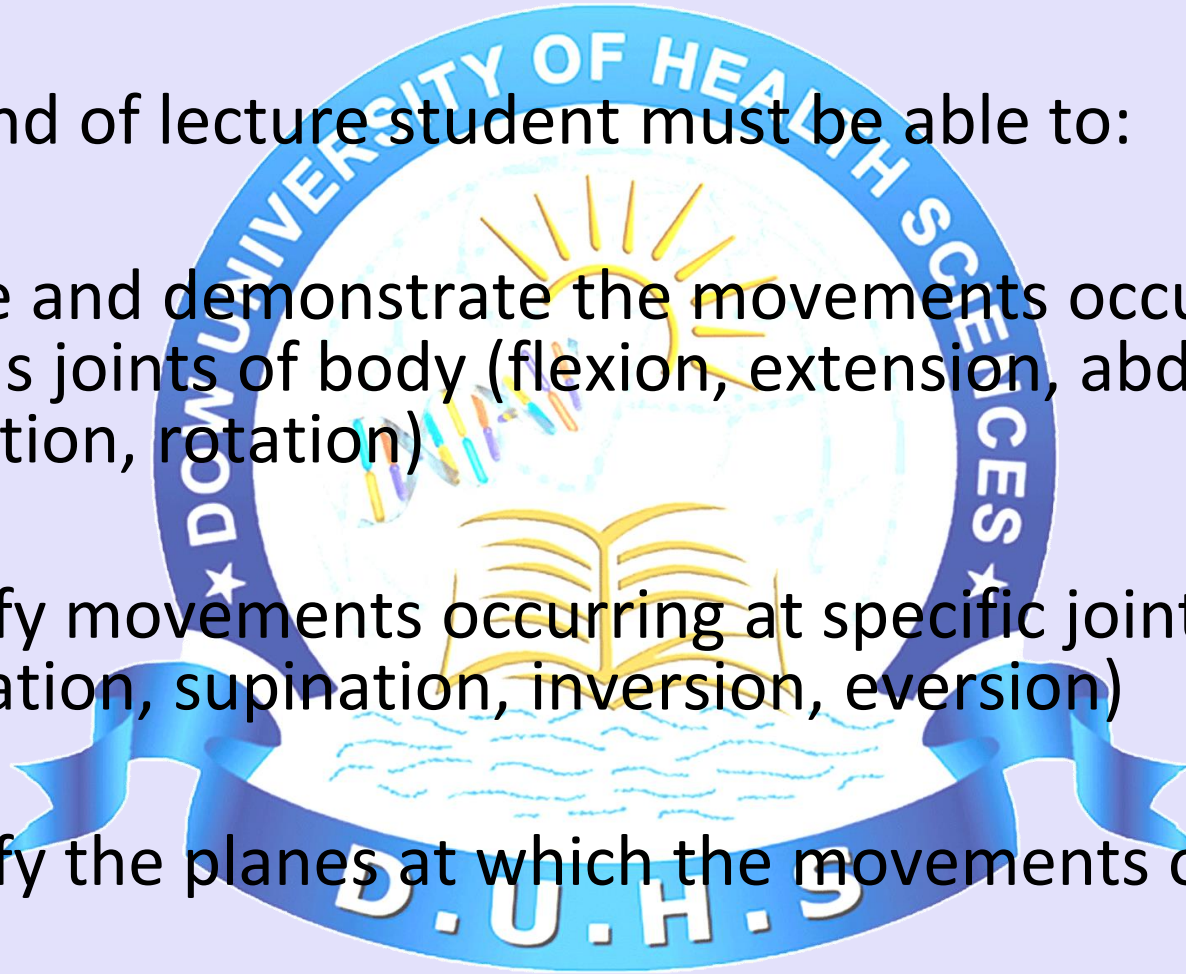 DOW UNIVERSITY OF HEALTH SCEINCES
nd of lecture student must be able to:
e and demonstrate the movements occu
s joints of body (flexion, extension, abd
tion, rotation)
fy movements occurring at specific joint
ation, supination, inversion, eversion)
fy the planes at which the movements o
D.U.H.S